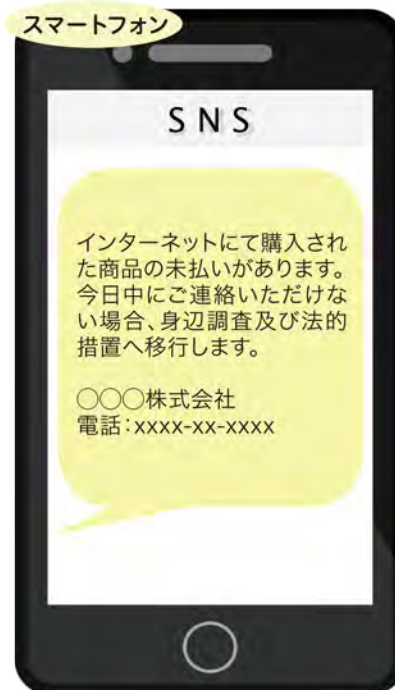 スマートフォン
SNS
インターネットにて購入され
た商品の未払いがあります。
今日中にご連絡いただけな
い場合、身辺調査及び法的
措置へ移行します。
○○○株式会社
電話：xxxx-xx-xxxx